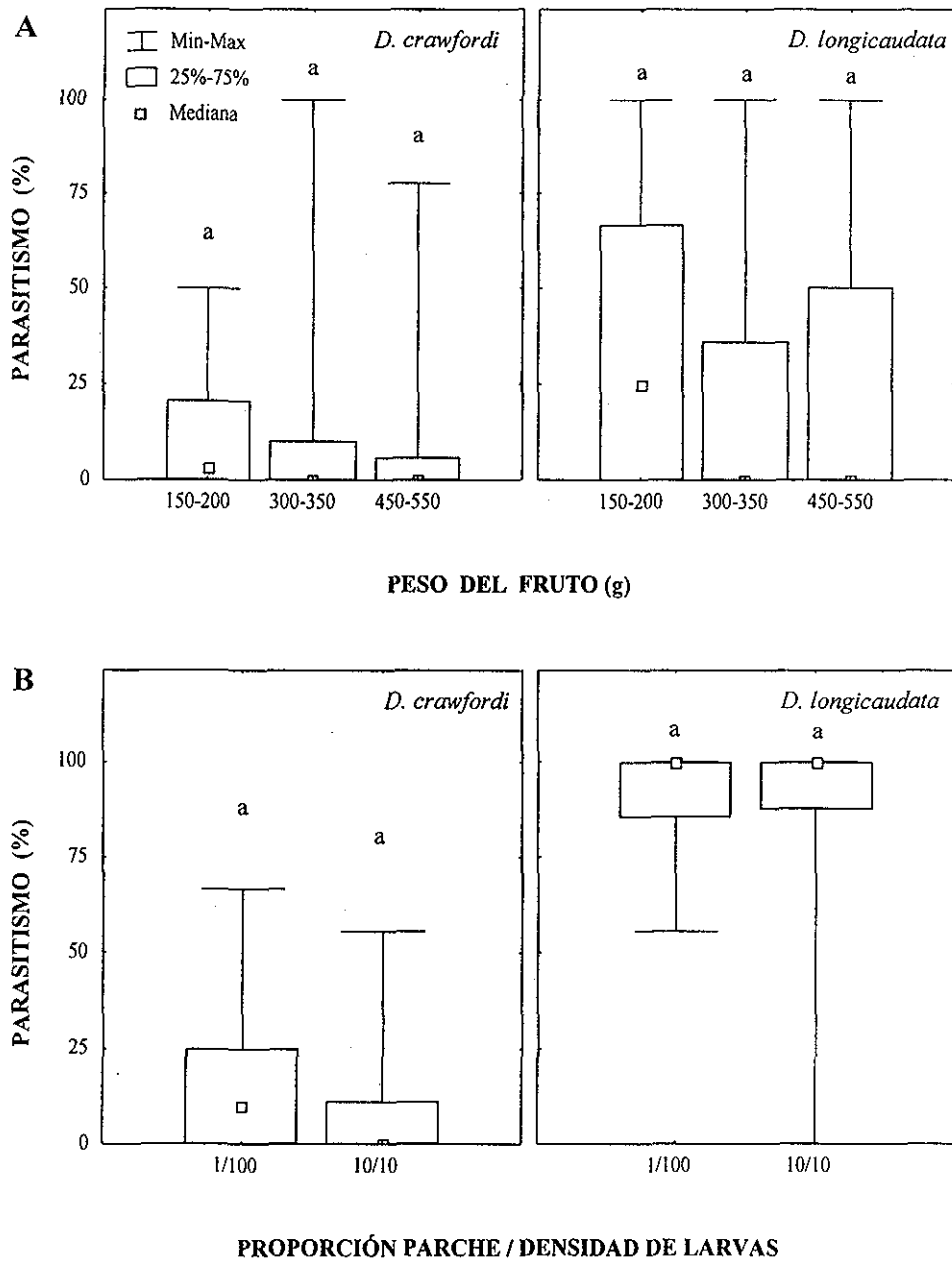 A
Min-Max
25%-75%
Mediana
D. crawfordi
D. longicaudata
a
a
a
a
a
a
100
75
50
25
0
PARASITISMO (%)
150-200
300-350
450-550
150-200
300-350
450-550
PESO DEL FRUTO (g)
B
D. crawfordi
D. longicaudata
a
a
a
a
100
75
50
25
0
PARASITISMO (%)
1/100
10/10
1/100
10/10
PROPORCIÓN PARCHE / DENSIDAD DE LARVAS